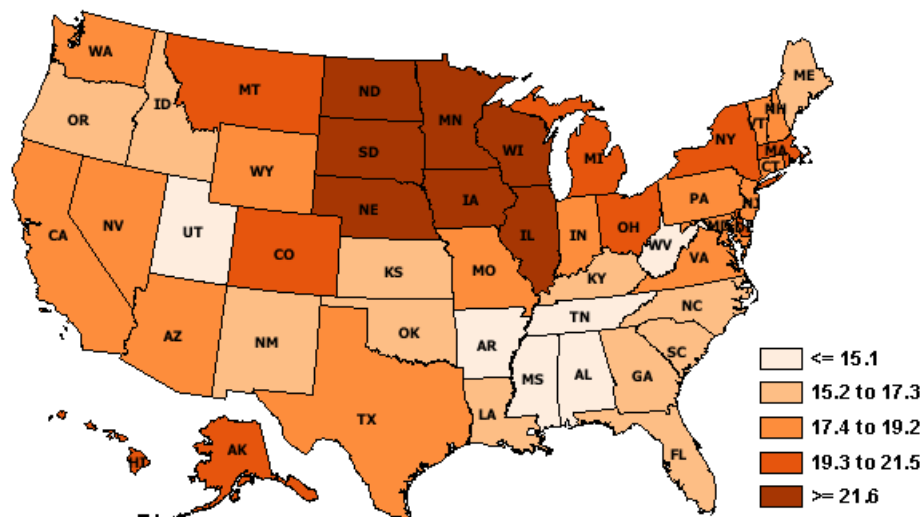 WA
MT
ND
MN
ME
OR
ID
SD
WI
MI
NY
VT
NH
MA
CT
WY
NE
IA
PA
NJ
CA
NV
UT
CO
IL
IN
OH
WV
VA
KS
MO
KY
AZ
NM
OK
AR
TN
NC
SC
MS
AL
GA
TX
LA
FL
HI
AK
<= 15.1
15.2 to 17.3
17.4 to 19.2
19.3 to 21.5
>= 21.6